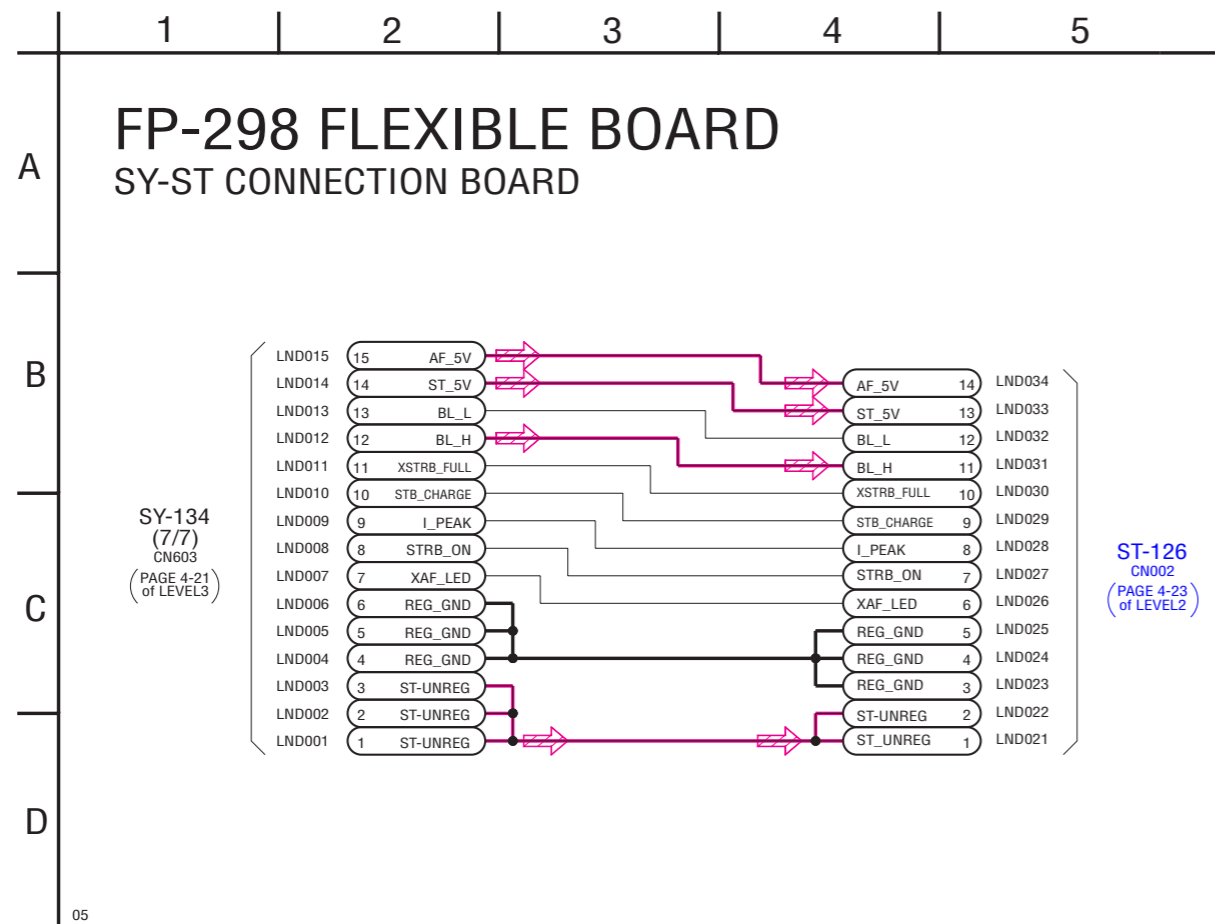 1 2 3 4 5
A
FP-298 FLEXIBLE BOARD
SY-ST CONNECTION BOARD
B
LND015 15 AF_5V
LND014 14 ST_5V AF_5V 14 LND034
LND013 13 BL_L ST_5V 13 LND033
LND012 12 BL_H BL_L 12 LND032
LND011 11 XSTRB_FULL BL_H 11 LND031
LND010 10 STB_CHARGE XSTRB_FULL 10 LND030
LND009 9 I_PEAK STB_CHARGE 9 LND029
LND008 8 STRB_ON I_PEAK 8 LND028
LND007 7 XAF_LED STRB_ON 7 LND027
LND006 6 REG_GND XAF_LED 6 LND026
LND005 5 REG_GND REG_GND 5 LND025
LND004 4 REG_GND REG_GND 4 LND024
LND003 3 ST-UNREG REG_GND 3 LND023
LND002 2 ST-UNREG ST-UNREG 2 LND022
LND001 1 ST-UNREG ST_UNREG 1 LND021
SY-134
(7/7)
CN603
(PAGE 4-21
of LEVEL3)
ST-126
CN002
(PAGE 4-23
of LEVEL2)
C
D
05